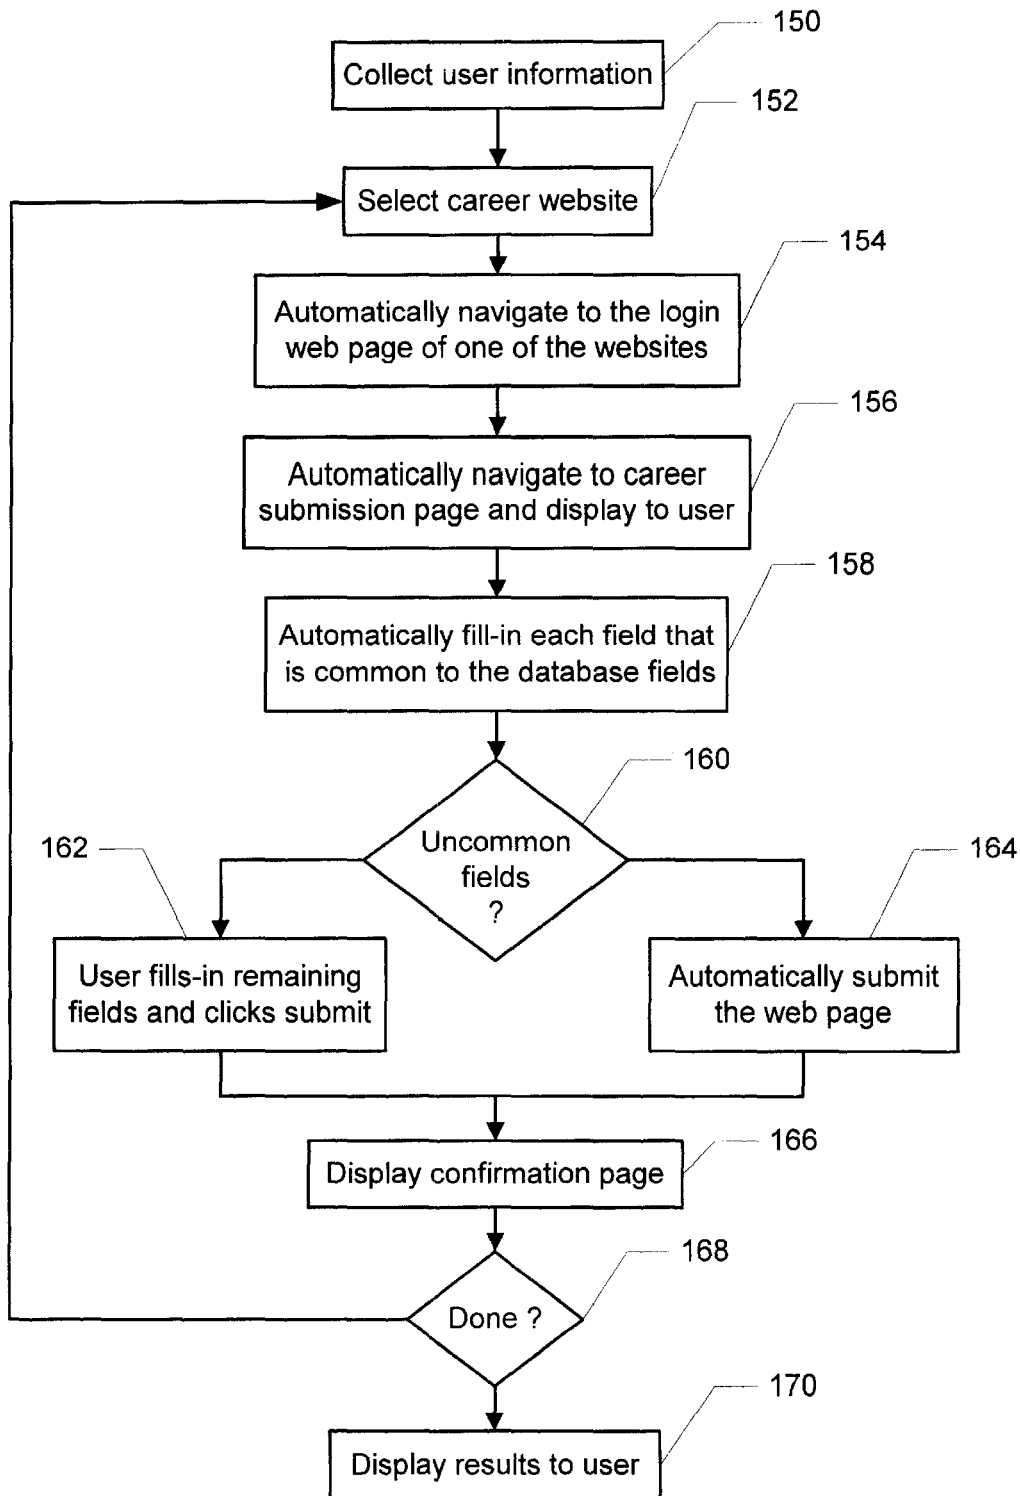 150
Collect user information
152
Select career website
154
Automatically navigate to the login
web page of one of the websites
156
Automatically navigate to career
submission page and display to user
158
Automatically fill-in each field that
is common to the database fields
160
Uncommon
fields
?
162
User fills-in remaining
fields and clicks submit
164
Automatically submit
the web page
166
Display confirmation page
168
Done ?
170
Display results to user